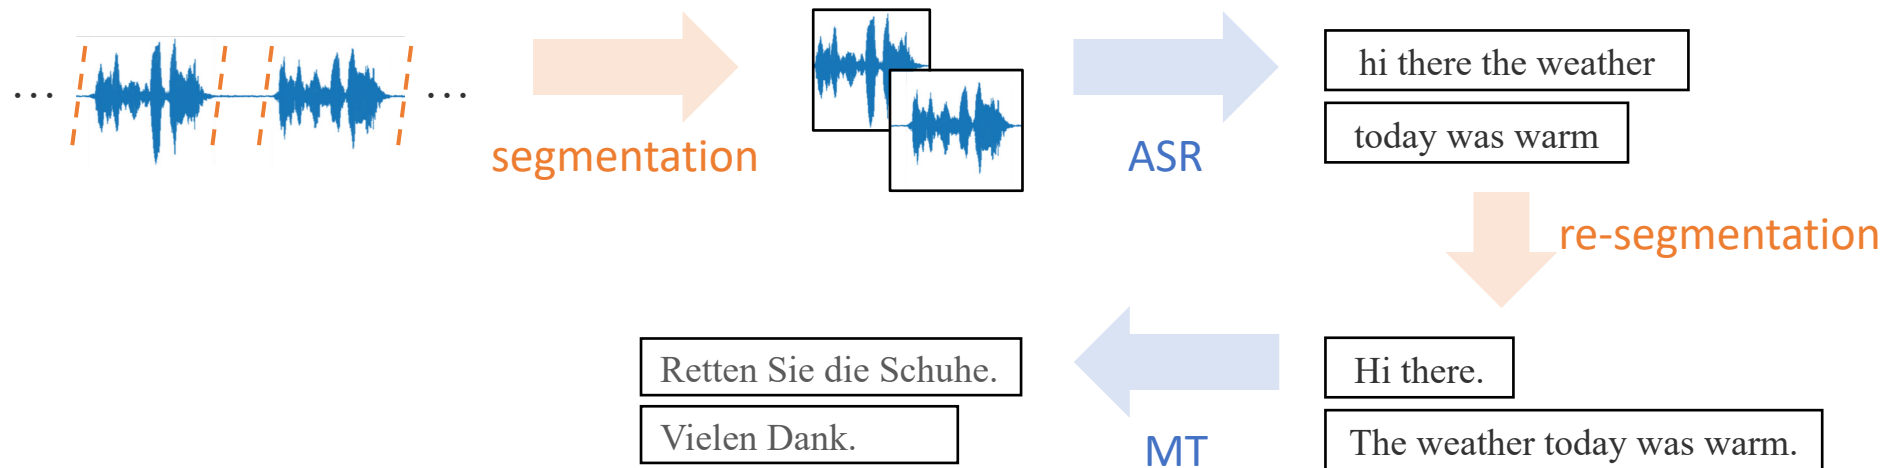 ... ...
segmentation
ASR
hi there the weather
today was warm
re-segmentation
Hi there.
The weather today was warm.
MT
Retten Sie die Schuhe.
Vielen Dank.